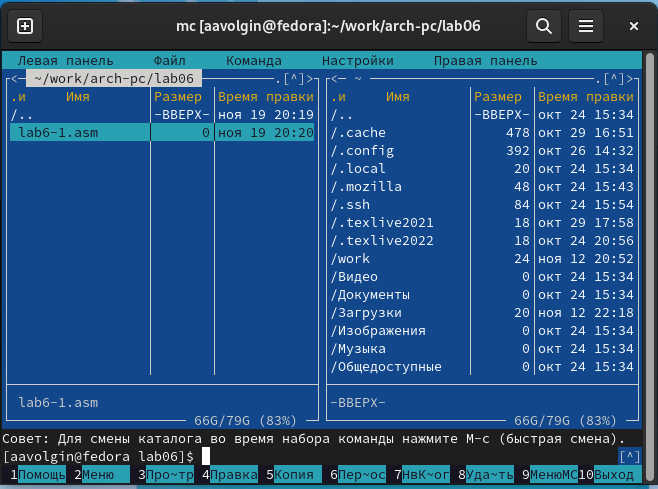 mc [aavolgin@fedora]:~/work/arch-pc/lab06
Левая панель Файл Команда Настройки Правая панель
<─ ~/work/arch-pc/lab06 .[^]> <─ ~ .[^]>
.и Имя Размер Время правки .и Имя Размер Время правки
/.. -ВВЕРХ- ноя 19 20:19 /.. -ВВЕРХ- окт 24 15:34
lab6-1.asm 0 ноя 19 20:20 /.cache 478 окт 29 16:51
/.config 392 окт 26 14:32
/.local 20 окт 24 15:34
/.mozilla 48 окт 24 15:43
/.ssh 84 окт 24 15:54
/.texlive2021 18 окт 29 17:58
/.texlive2022 18 окт 24 20:56
/work 24 ноя 12 20:52
/Видео 0 окт 24 15:34
/Документы 0 окт 24 15:34
/Загрузки 20 ноя 12 22:18
/Изображения 0 окт 24 15:34
/Музыка 0 окт 24 15:34
/Общедоступные 0 окт 24 15:34
lab6-1.asm -ВВЕРХ-
66G/79G (83%) 66G/79G (83%)
Совет: Для смены каталога во время набора команды нажмите M-c (быстрая смена).
[aavolgin@fedora lab06]$ [^]
1Помощь 2Меню 3Про~тр 4Правка 5Копия 6Пер~ос 7НвК~ог 8Уда~ть 9МенюMC 10Выход